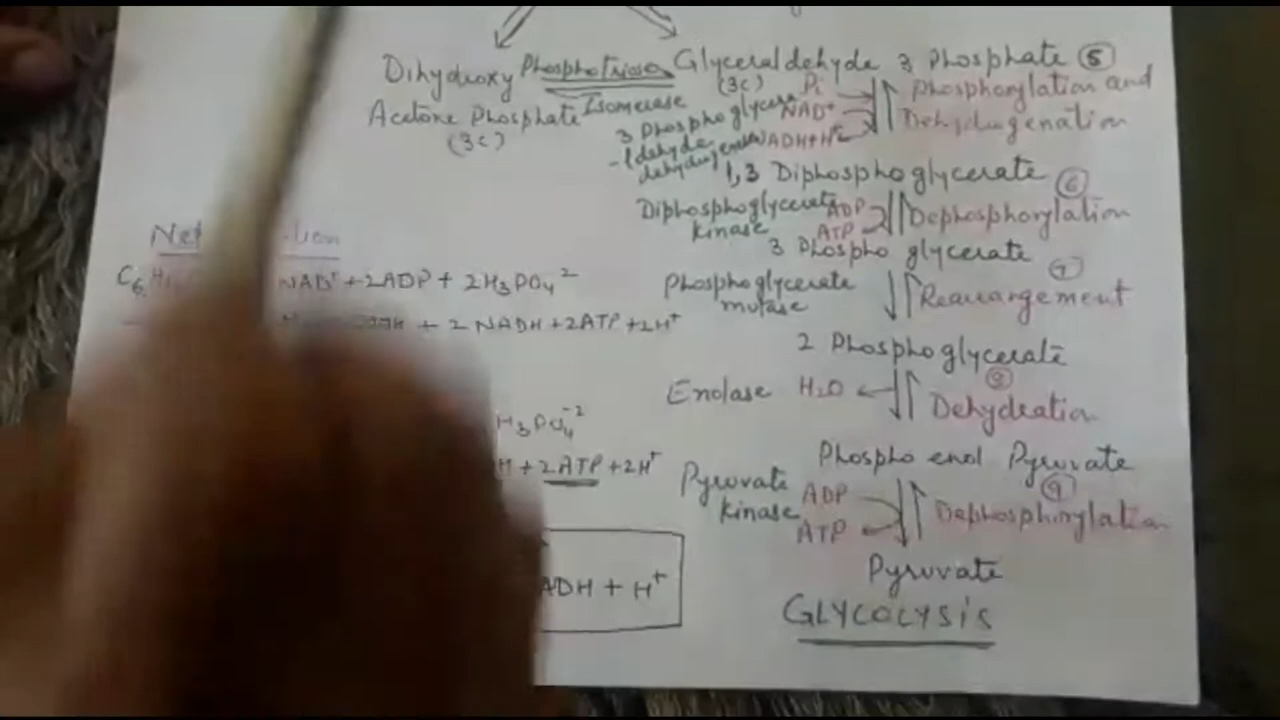 Dihydroxy Phosphotriose Glyceraldehyde 3 Phosphate ⑤
Acetone Phosphate Isomerase (3c)
(3c)
Pi
NAD+
NADH+H+
Phosphorylation and
Dehydrogenation
3 Phosphoglycera
-ldehyde
dehydrogenase
1,3 Diphosphoglycerate
⑥
Diphosphoglycerate
kinase
ADP
ATP
Dephosphorylation
3 Phospho glycerate
⑦
Phosphoglycerate
mutase
Rearrangement
2 Phosphoglycerate
⑧
Enolase H2O
Dehydration
Phospho enol Pyruvate
⑨
Pyruvate
kinase
ADP
ATP
Dephosphorylation
Pyruvate
GLYCOLYSIS
Net
C6 H NAD+ +2ADP + 2H3PO4 2
+ 2 NADH +2ATP +2H+
H3PO4 -2
+ 2ATP +2H+
ADH + H+